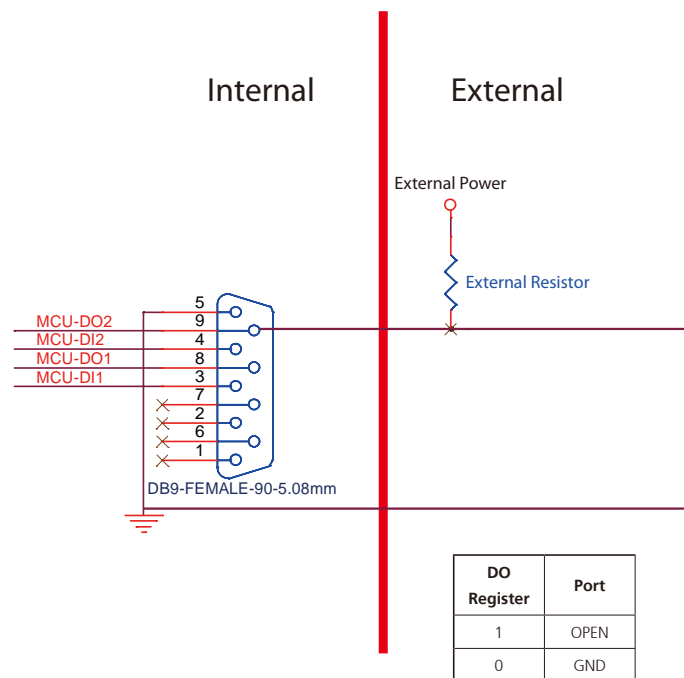 Internal
External
External Power
External Resistor
5
MCU-DO2
9
MCU-DI2
4
MCU-DO1
8
MCU-DI1
3
7
2
6
1
DB9-FEMALE-90-5.08mm
DO Register
Port
1
OPEN
0
GND